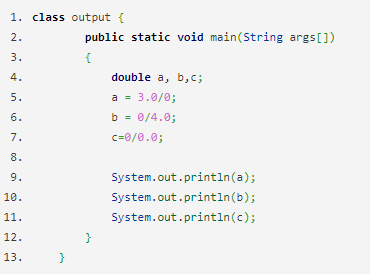 1. class output {
2. public static void main(String args[])
3. {
4. double a, b,c;
5. a = 3.0/0;
6. b = 0/4.0;
7. c=0/0.0;
8.
9. System.out.println(a);
10. System.out.println(b);
11. System.out.println(c);
12. }
13. }